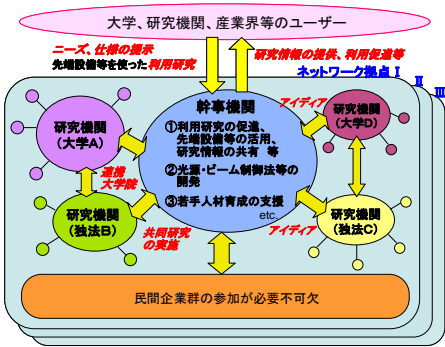 大学、研究機関、産業界等のユーザー
ニーズ、仕様の提示
先端設備等を使った利用研究
研究情報の提供、利用促進等
ネットワーク拠点Ⅰ
Ⅱ
Ⅲ
幹事機関
①利用研究の促進、
先端設備等の活用、
研究情報の共有 等
②光源・ビーム制御法等の
開発
③若手人材育成の支援
etc.
研究機関
(大学A)
アイディア
研究機関
(大学D)
連携
大学院
研究機関
(独法B)
共同研究
の実施
アイディア
研究機関
(独法C)
民間企業群の参加が必要不可欠